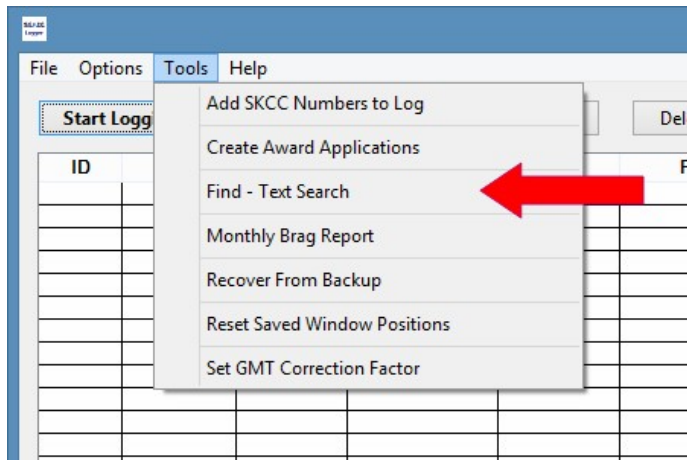 File Options Tools Help
Start Logg
Add SKCC Numbers to Log
Del
ID
Create Award Applications
F
Find - Text Search
Monthly Brag Report
Recover From Backup
Reset Saved Window Positions
Set GMT Correction Factor